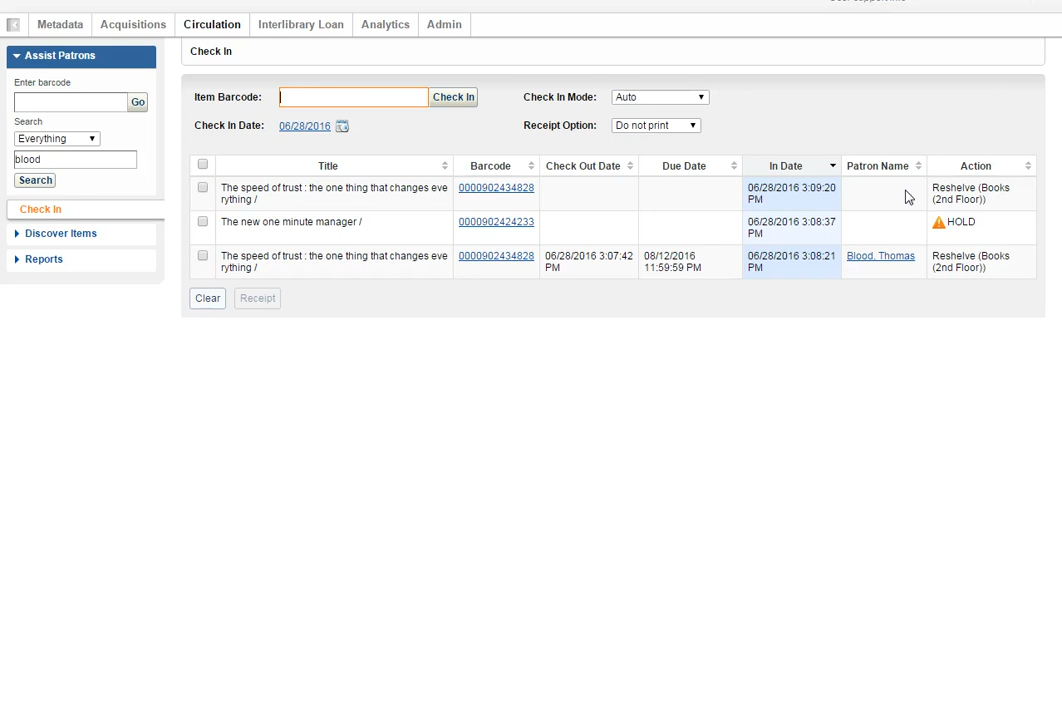 Metadata Acquisitions Circulation Interlibrary Loan Analytics Admin
Assist Patrons
Enter barcode
Go
Search
Everything
blood
Search
Check In
Discover Items
Reports
Check In
Item Barcode: Check In Check In Mode: Auto
Check In Date: 06/28/2016 Receipt Option: Do not print
Title Barcode Check Out Date Due Date In Date Patron Name Action
The speed of trust : the one thing that changes eve 0000902434828 06/28/2016 3:09:20 Reshelve (Books
rything / PM (2nd Floor))
The new one minute manager / 0000902424233 06/28/2016 3:08:37 HOLD
PM
The speed of trust : the one thing that changes eve 0000902434828 06/28/2016 3:07:42 08/12/2016 06/28/2016 3:08:21 Blood, Thomas Reshelve (Books
rything / PM 11:59:59 PM PM (2nd Floor))
Clear Receipt